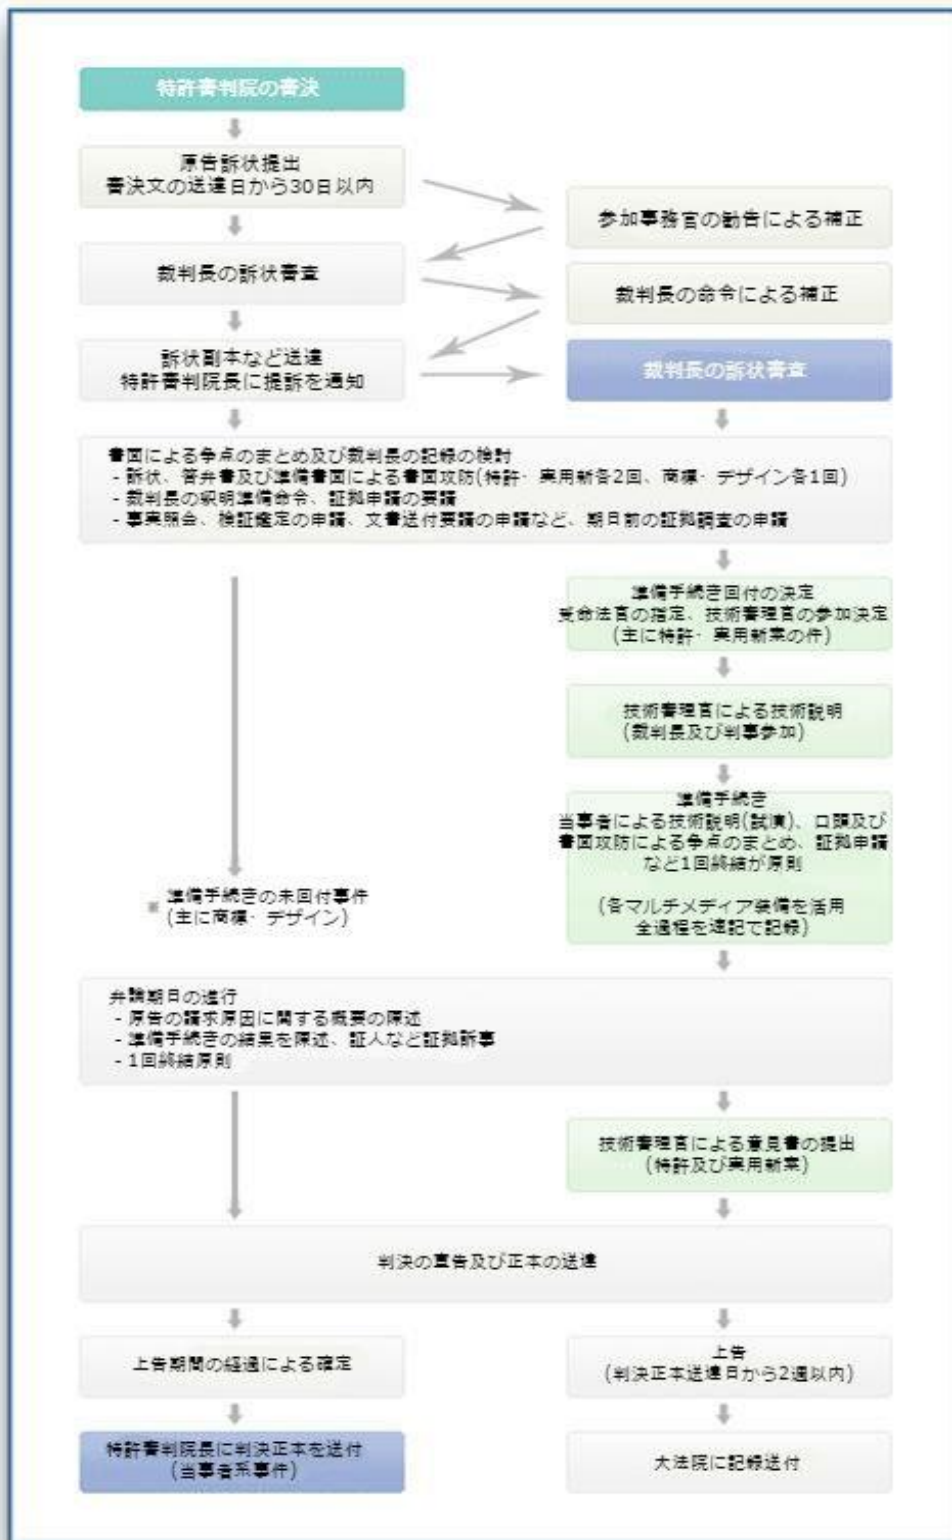 特許審判院の審決
原告訴状提出
審決文の送達日から30日以内
参加事務官の勧告による補正
裁判長の訴状審査
裁判長の命令による補正
訴状副本など送達
特許審判院長に提訴を通知
裁判長の訴状審査
書面による争点のまとめ及び裁判長の記録の検討
- 訴状、答弁書及び準備書面による書面攻防(特許・実用新各2回、商標・デザイン各1回)
- 裁判長の釈明準備命令、証拠申請の要請
- 事実照会、検証鑑定の申請、文書送付要請の申請など、期日前の証拠調査の申請
準備手続き回付の決定
受命法官の指定、技術審理官の参加決定
(主に特許・実用新案の件)
技術審理官による技術説明
(裁判長及び判事参加)
準備手続き
当事者による技術説明(試演)、口頭及び
書面攻防による争点のまとめ、証拠申請
など1回終結が原則
(各マルチメディア装備を活用
全過程を速記で記録)
※ 準備手続きの未回付事件
(主に商標・デザイン)
弁論期日の進行
- 原告の請求原因に関する概要の陳述
- 準備手続きの結果を陳述、証人など証拠訴事
- 1回終結原則
技術審理官による意見書の提出
(特許及び実用新案)
判決の宣告及び正本の送達
上告期間の経過による確定
上告
(判決正本送達日から2週以内)
特許審判院長に判決正本を送付
(当事者系事件)
大法院に記録送付